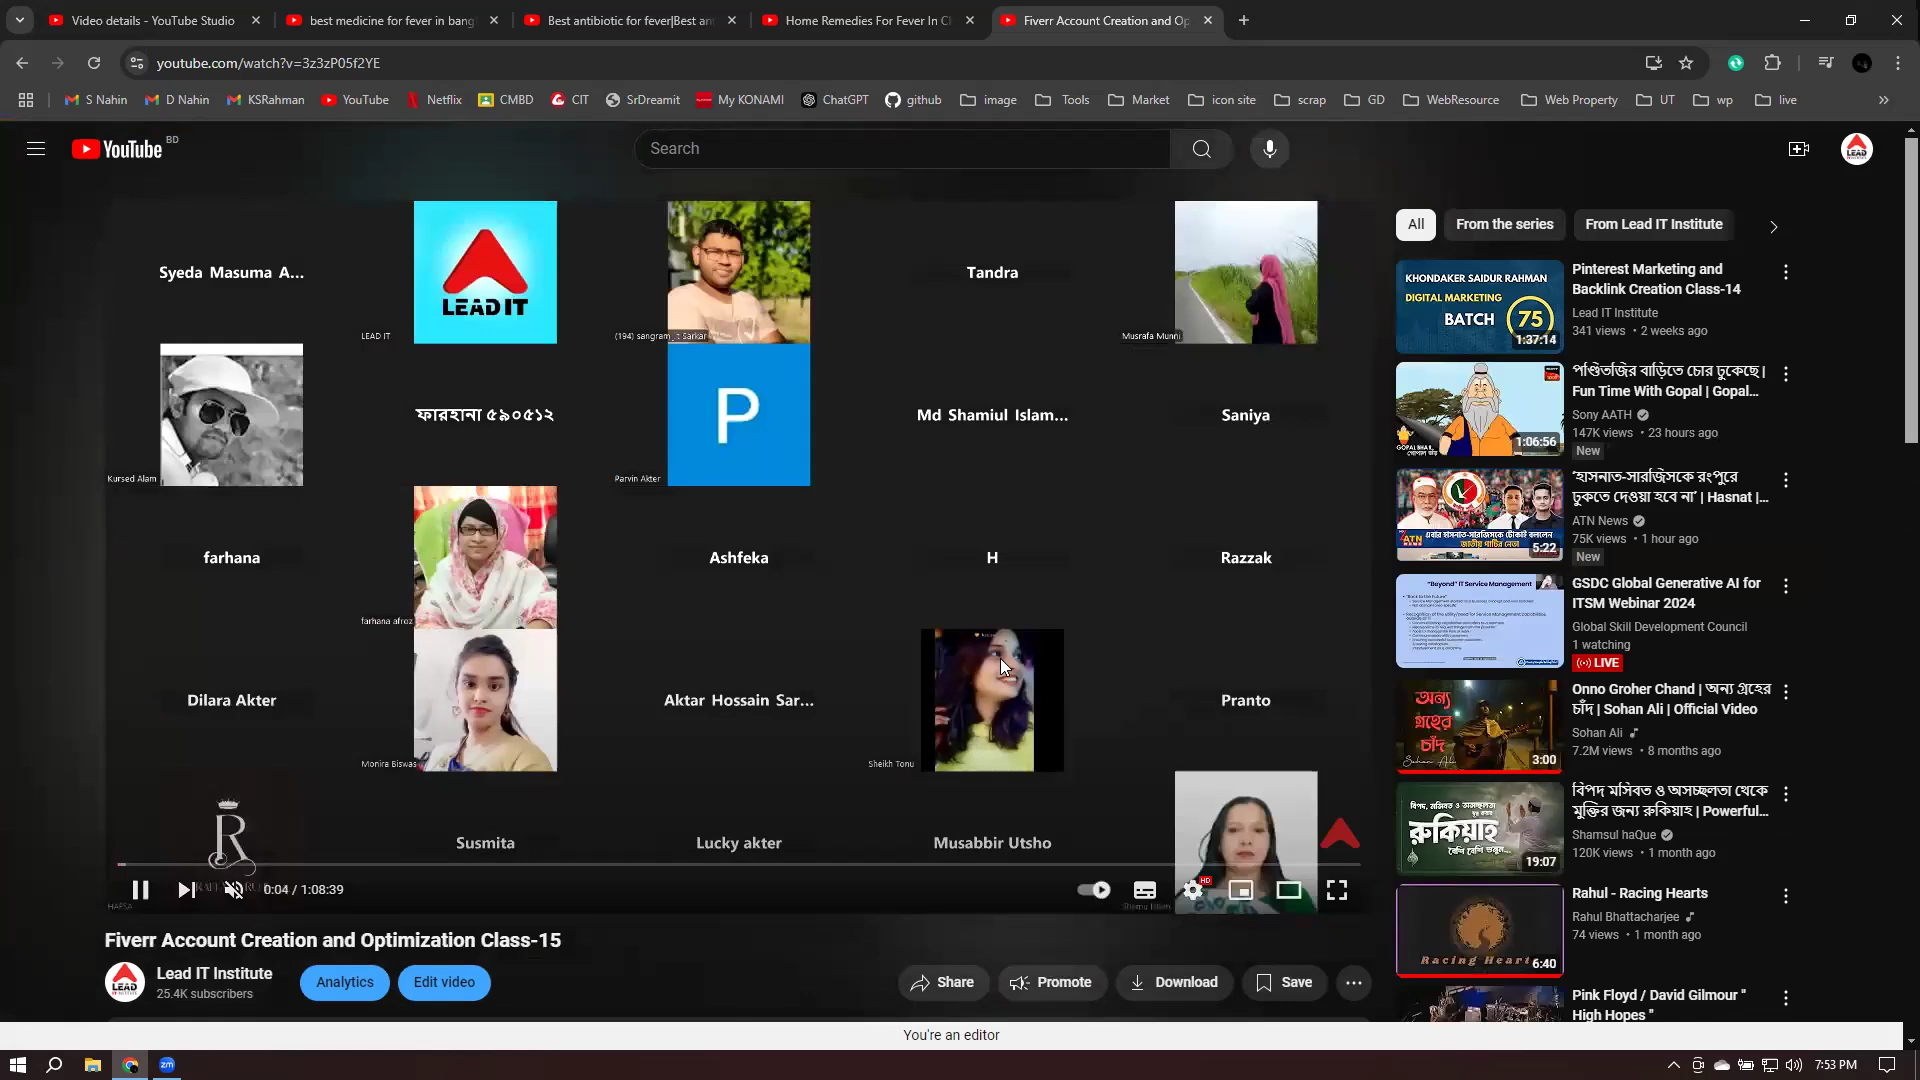 Video details - YouTube Studio
best medicine for fever in bang
Best antibiotic for fever|Best an
Home Remedies For Fever In C
Fiverr Account Creation and Op
youtube.com/watch?v=3z3zP05f2YE
S Nahin
D Nahin
KSRahman
YouTube
Netflix
CMBD
CIT
SrDreamit
My KONAMI
ChatGPT
github
image
Tools
Market
icon site
scrap
GD
WebResource
Web Property
UT
wp
live
YouTube BD
Search
LEAD
Syeda Masuma A...
LEAD IT
LEAD IT
Tandra
Musrafa Munni
Kursed Alam
ফারহানা ৫৯০৫১২
P
Parvin Akter
Md Shamiul Islam...
Saniya
farhana
farhana afroz
Ashfeka
H
Razzak
Dilara Akter
Monira Biswas
Aktar Hossain Sar...
Sheikh Tonu
Pranto
R
Susmita
Lucky akter
Musabbir Utsho
0:04 / 1:08:39
HD
HAFSA
Fiverr Account Creation and Optimization Class-15
LEAD
Lead IT Institute
25.4K subscribers
Analytics
Edit video
Share
Promote
Download
Save
You're an editor
All
From the series
From Lead IT Institute
KHONDAKER SAIDUR RAHMAN
DIGITAL MARKETING
BATCH 75
1:37:14
Pinterest Marketing and
Backlink Creation Class-14
Lead IT Institute
341 views • 2 weeks ago
1:06:56
পণ্ডিতজির বাড়িতে চোর ঢুকেছে |
Fun Time With Gopal | Gopal...
Sony AATH
147K views • 23 hours ago
New
ATN
5:22
'হাসনাত-সারজিসকে রংপুরে
ঢুকতে দেওয়া হবে না' | Hasnat |...
ATN News
75K views • 1 hour ago
New
"Beyond" IT Service Management
GSDC Global Generative AI for
ITSM Webinar 2024
Global Skill Development Council
1 watching
LIVE
অন্য
গ্রহের
চাঁদ
3:00
Onno Groher Chand | অন্য গ্রহের
চাঁদ | Sohan Ali | Official Video
Sohan Ali
7.2M views • 8 months ago
রুকিয়াহ
19:07
বিপদ মসিবত ও অসচ্ছলতা থেকে
মুক্তির জন্য রুকিয়াহ | Powerful...
Shamsul haQue
120K views • 1 month ago
Racing Heart
6:40
Rahul - Racing Hearts
Rahul Bhattacharjee
74 views • 1 month ago
Pink Floyd / David Gilmour "
High Hopes "
zm
7:53 PM